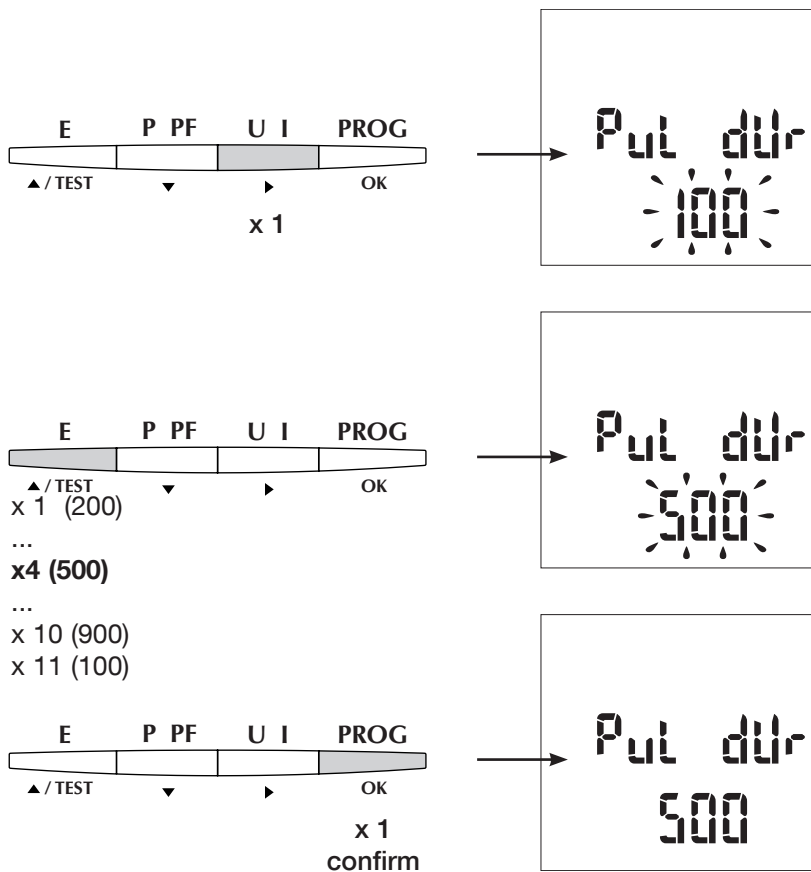 E P PF U I PROG
▲ / TEST ▼ ► OK
x 1
Pul dUr
100
E P PF U I PROG
▲ / TEST ▼ ► OK
x 1 (200)
...
x4 (500)
...
x 10 (900)
x 11 (100)
Pul dUr
500
E P PF U I PROG
▲ / TEST ▼ ► OK
x 1
confirm
Pul dUr
500